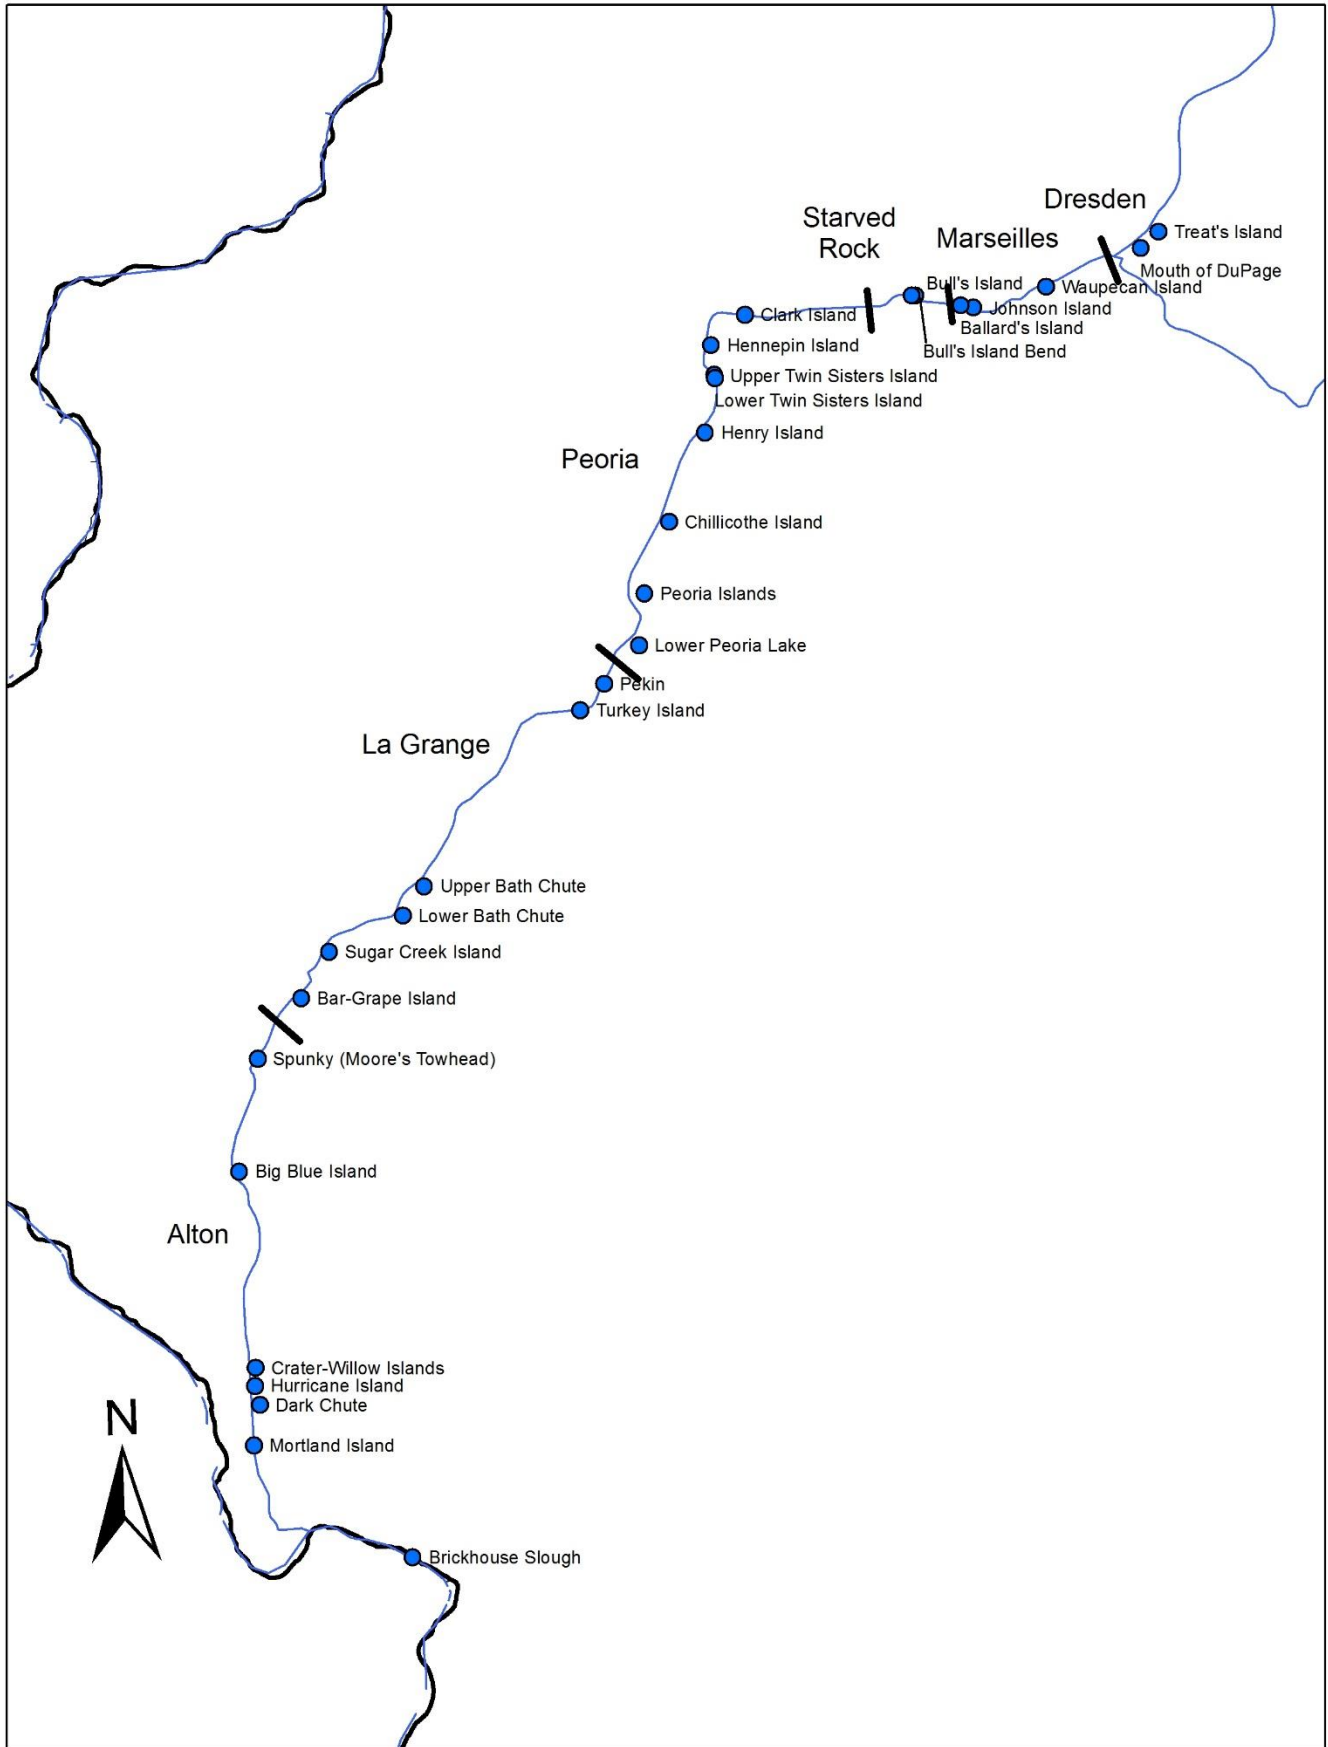 Dresden
Starved
Rock
Marseilles
Treat's Island
Mouth of DuPage
Bull's Island
Waupecan Island
Clark Island
Johnson Island
Ballard's Island
Bull's Island Bend
Hennepin Island
Upper Twin Sisters Island
Lower Twin Sisters Island
Henry Island
Peoria
Chillicothe Island
Peoria Islands
Lower Peoria Lake
Pekin
Turkey Island
La Grange
Upper Bath Chute
Lower Bath Chute
Sugar Creek Island
Bar-Grape Island
Spunky (Moore's Towhead)
Big Blue Island
Alton
Crater-Willow Islands
Hurricane Island
Dark Chute
N
Mortland Island
Brickhouse Slough